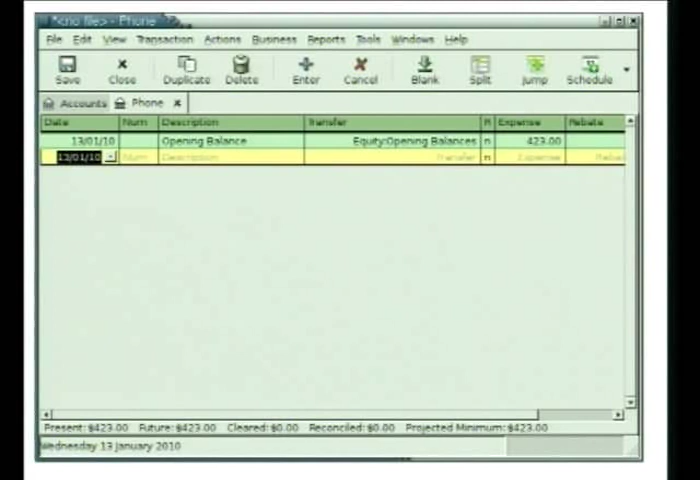 *<no file> - Phone
File Edit View Transaction Actions Business Reports Tools Windows Help
Save Close Duplicate Delete Enter Cancel Blank Split Jump Schedule
Accounts Phone
Date Num Description Transfer R Expense Rebate
13/01/10 Opening Balance Equity:Opening Balances n 423.00
13/01/10 Num Description Transfer n Expense Rebat
Present: $423.00 Future: $423.00 Cleared: $0.00 Reconciled: $0.00 Projected Minimum: $423.00
Wednesday 13 January 2010